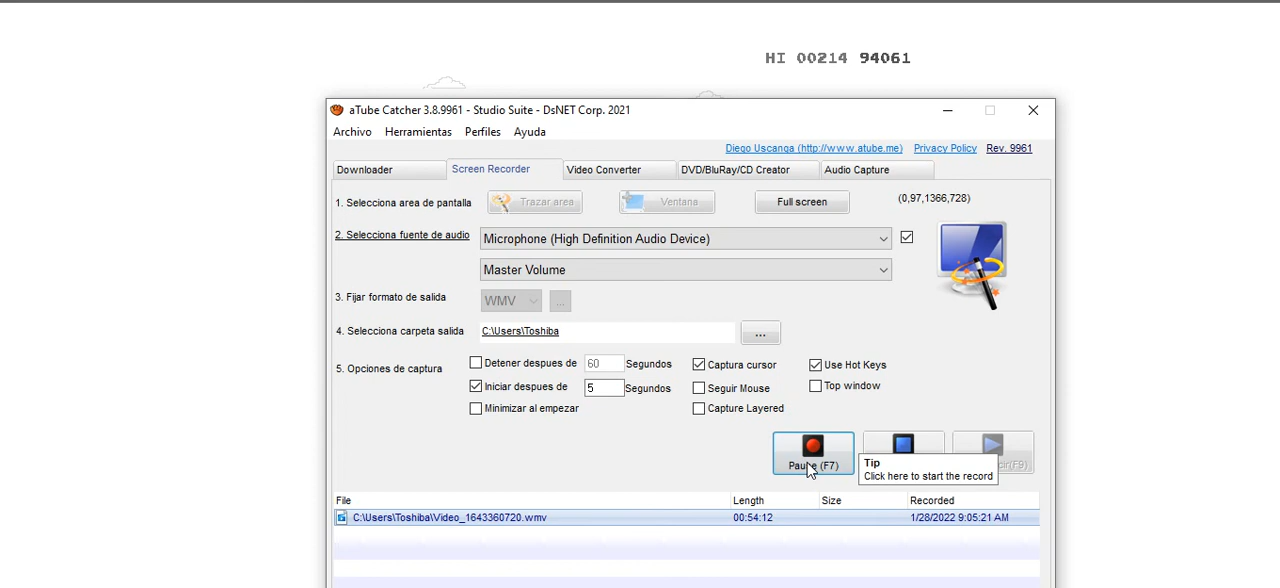 HI 00214 94061
aTube Catcher 3.8.9961 - Studio Suite - DsNET Corp. 2021
Archivo Herramientas Perfiles Ayuda
Diego Uscanga (http://www.atube.me) Privacy Policy Rev. 9961
Downloader Screen Recorder Video Converter DVD/BluRay/CD Creator Audio Capture
1. Selecciona area de pantalla Trazar area Ventana Full screen (0,97,1366,728)
2. Selecciona fuente de audio Microphone (High Definition Audio Device)
Master Volume
3. Fijar formato de salida WMV ...
4. Selecciona carpeta salida C:\Users\Toshiba ...
5. Opciones de captura Detener despues de 60 Segundos Captura cursor Use Hot Keys
Iniciar despues de 5 Segundos Seguir Mouse Top window
Minimizar al empezar Capture Layered
Pause (F7) (F9)
Tip
Click here to start the record
File Length Size Recorded
C:\Users\Toshiba\Video_1643360720.wmv 00:54:12 1/28/2022 9:05:21 AM